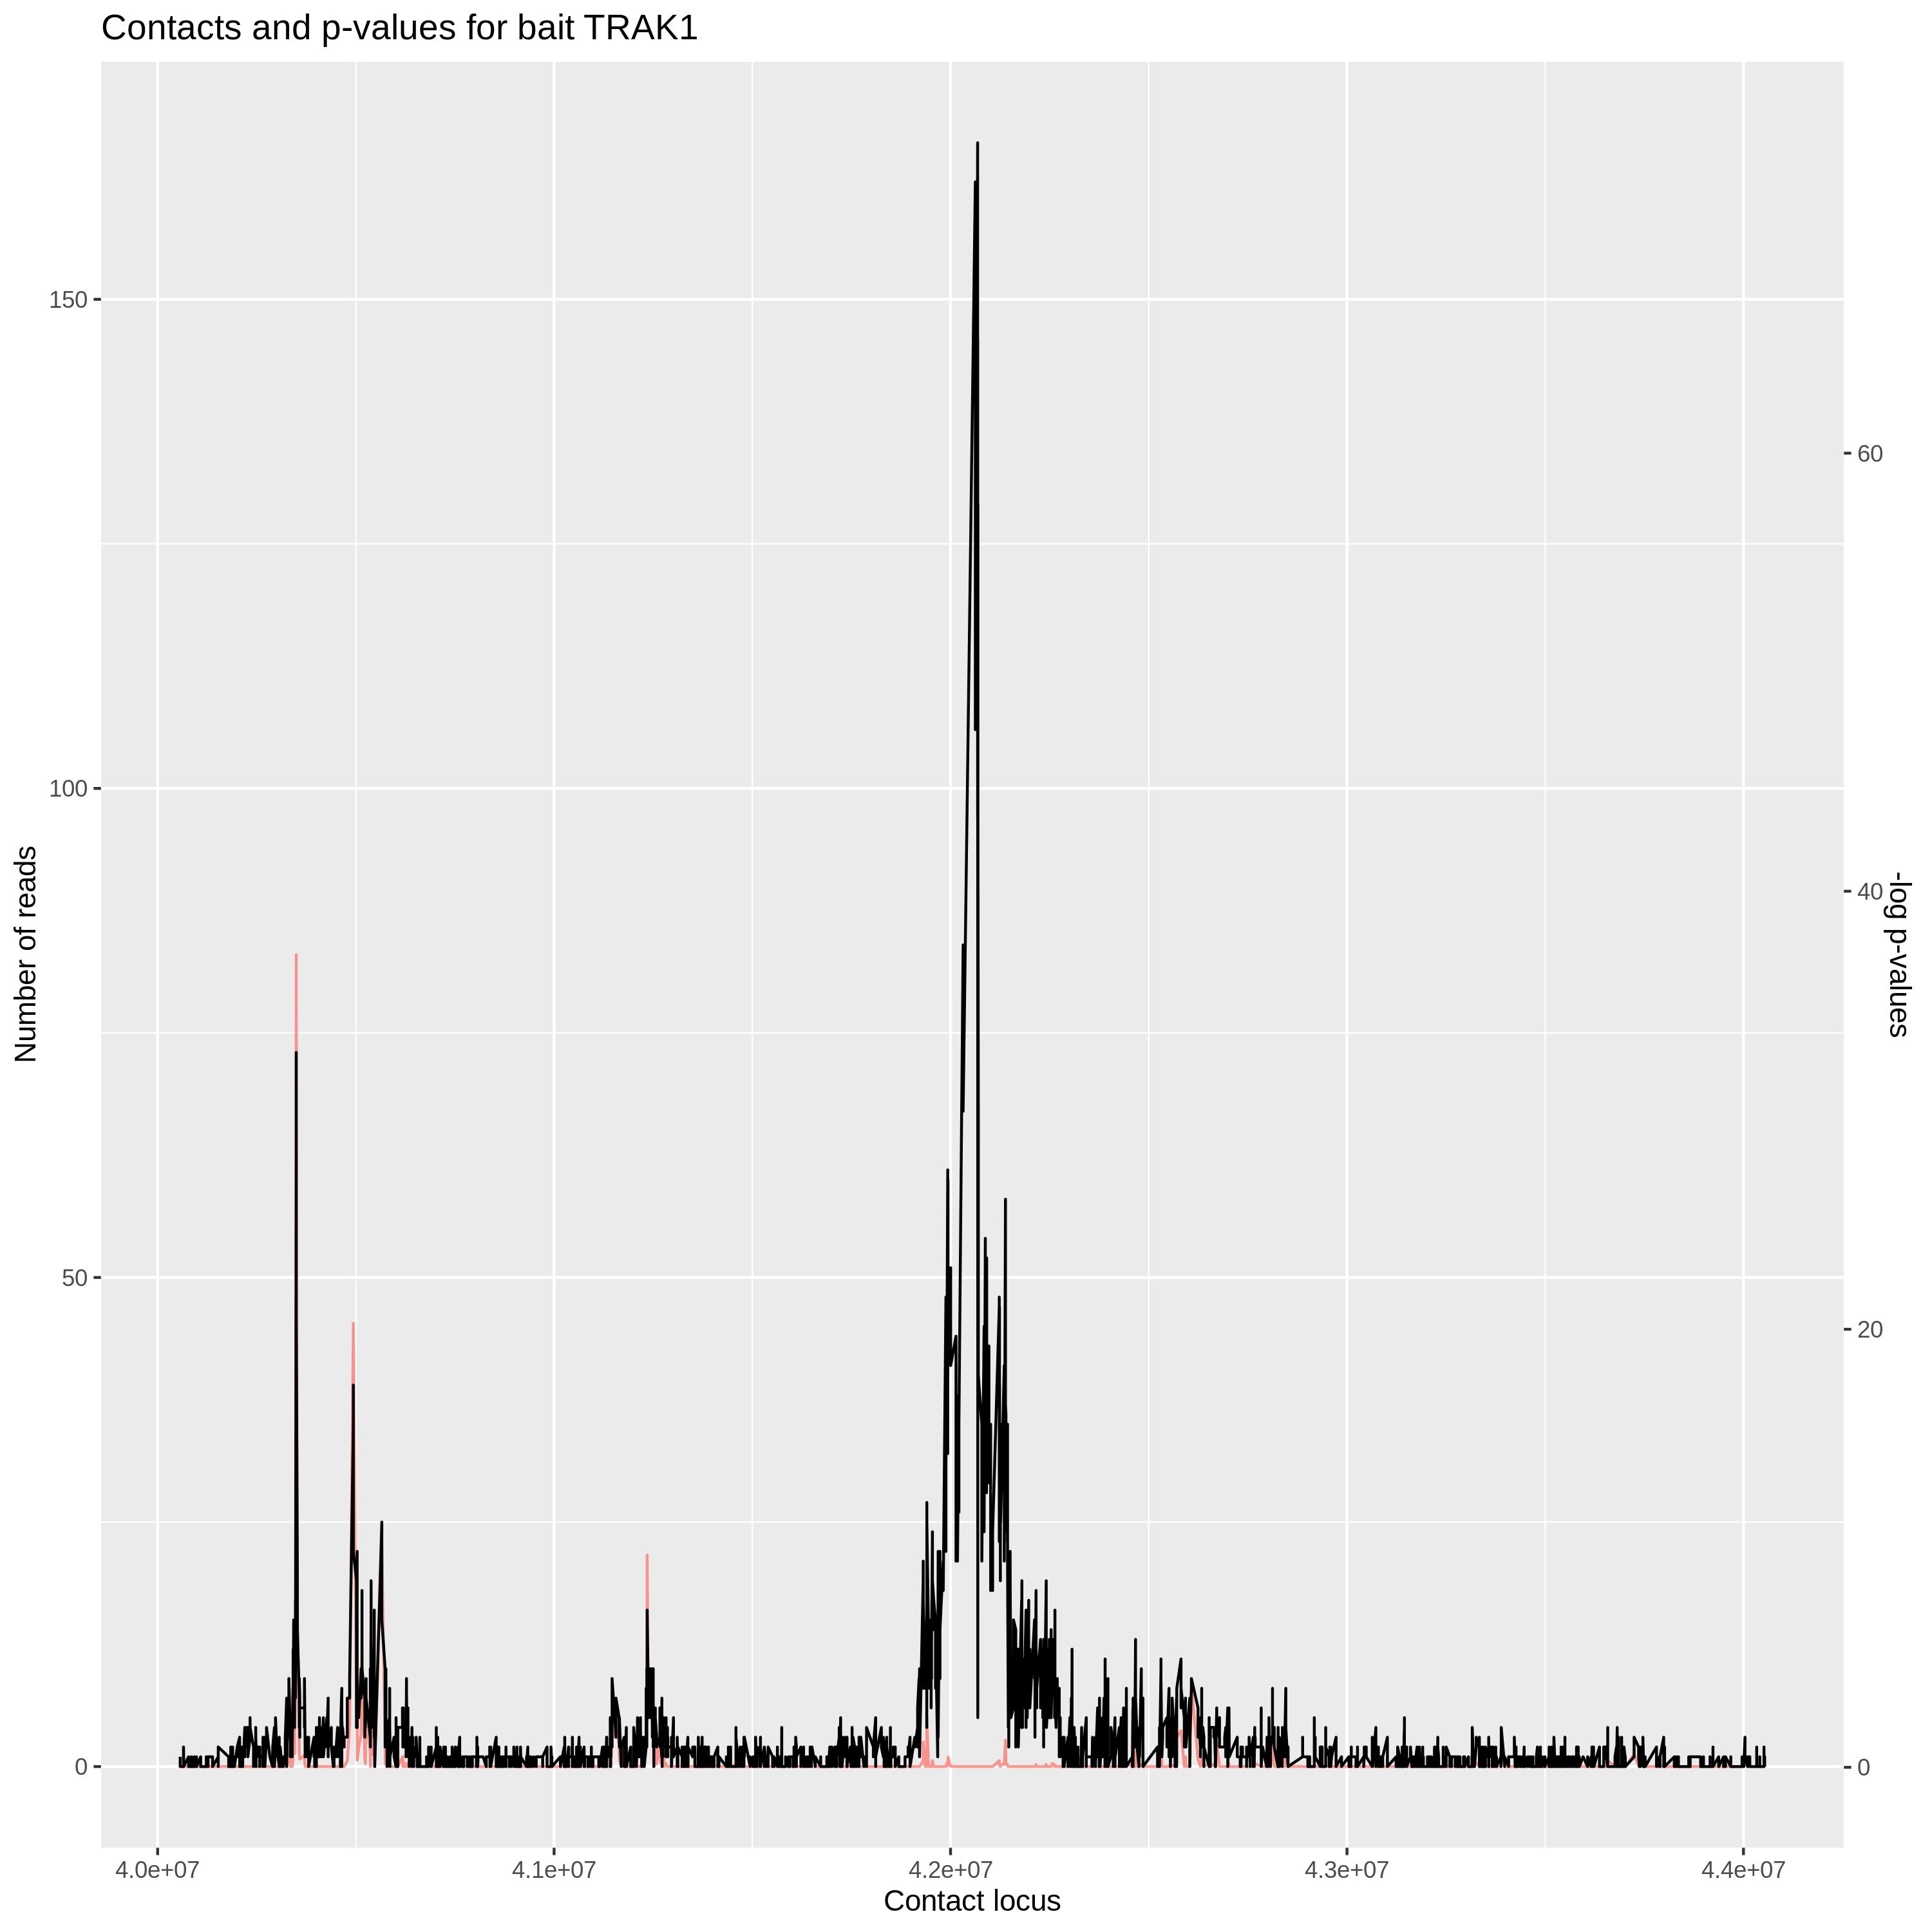 Contacts and p-values for bait TRAK1
150
100
50
0
Number of reads
60
40
20
0
-log p-values
4.0e+07
4.1e+07
4.2e+07
4.3e+07
4.4e+07
Contact locus